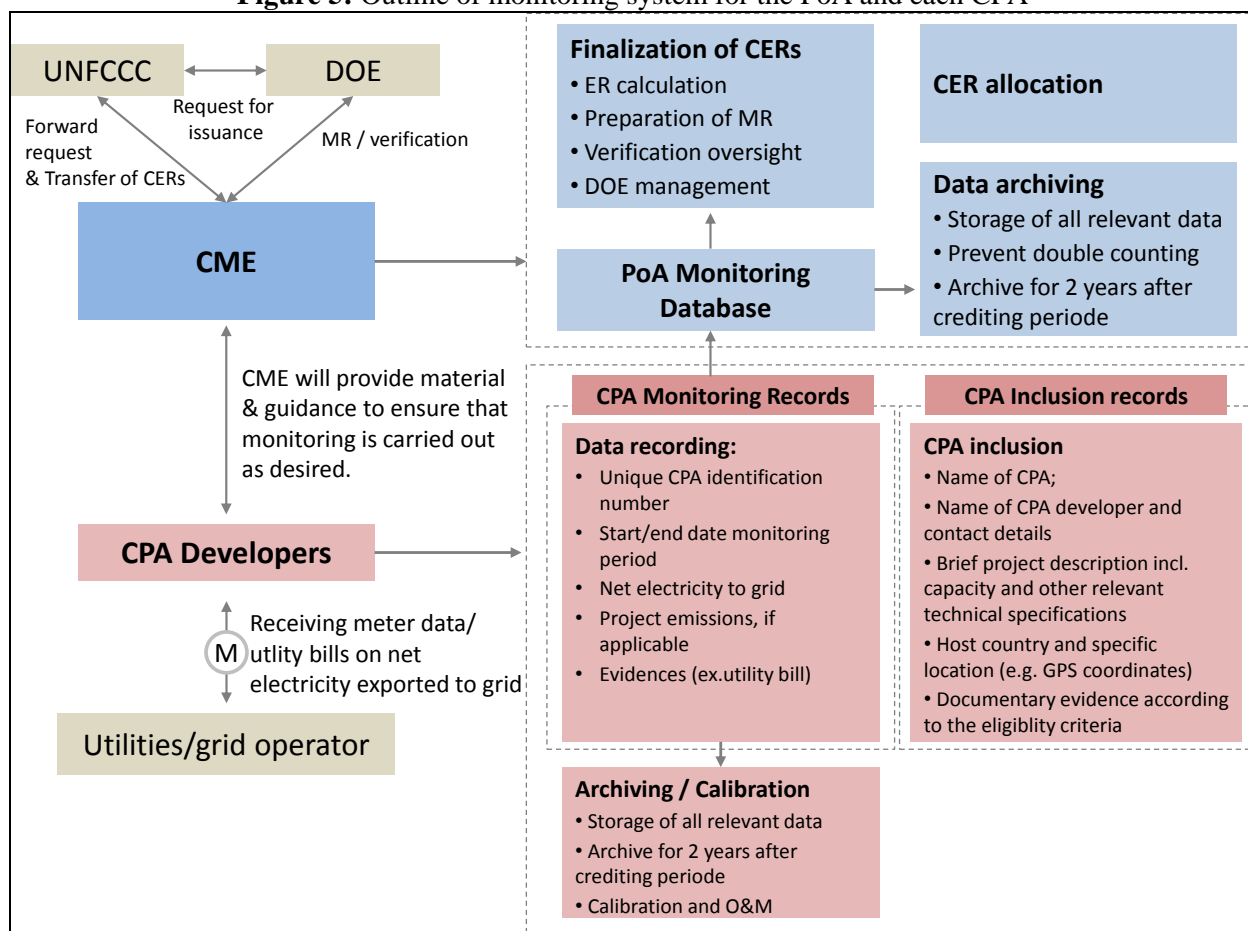 Figure 5: Outline of monitoring system for the PoA and each CPA
UNFCCC
DOE
Request for
issuance
Forward
request
& Transfer of CERs
MR / verification
CME
CME will provide material
& guidance to ensure that
monitoring is carried out
as desired.
CPA Developers
Receiving meter data/
utlity bills on net
electricity exported to grid
M
Utilities/grid operator
Finalization of CERs
• ER calculation
• Preparation of MR
• Verification oversight
• DOE management
CER allocation
PoA Monitoring
Database
Data archiving
• Storage of all relevant data
• Prevent double counting
• Archive for 2 years after
crediting periode
CPA Monitoring Records
Data recording:
• Unique CPA identification
number
• Start/end date monitoring
period
• Net electricity to grid
• Project emissions, if
applicable
• Evidences (ex.utility bill)
CPA Inclusion records
CPA inclusion
• Name of CPA;
• Name of CPA developer and
contact details
• Brief project description incl.
capacity and other relevant
technical specifications
• Host country and specific
location (e.g. GPS coordinates)
• Documentary evidence according
to the eligiblity criteria
Archiving / Calibration
• Storage of all relevant data
• Archive for 2 years after
crediting periode
• Calibration and O&M